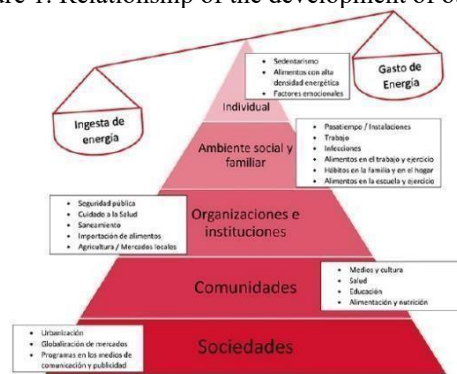 re 1. Relationship of the development of o
Sedentarismo
Alimentos con alta
densidad energética
Factores emocionales
Gasto de
Energía
Ingesta de
energía
Individual
Ambiente social y
familiar
Pasatiempo / Instalaciones
Trabajo
Infecciones
Alimentos en el trabajo y ejercicio
Hábitos en la familia y en el hogar
Alimentos en la escuela y ejercicio
Seguridad pública
Cuidado a la Salud
Saneamiento
Importación de alimentos
Agricultura / Mercados locales
Organizaciones e
instituciones
Comunidades
Medios y cultura
Salud
Educación
Alimentación y nutrición
Urbanización
Globalización de mercados
Programas en los medios de
comunicación y publicidad
Sociedades